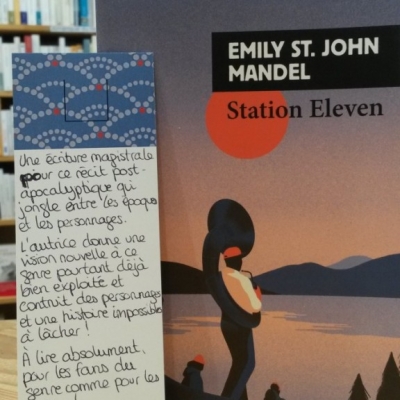 EMILY ST. JOHN
MANDEL
Station Eleven
Une écriture magistrale
pour ce récit post-
apocalyptique qui
jongle entre les époques
et les personnages.
L'autrice donne une
vision nouvelle à ce
genre pourtant déjà
bien exploité et
contruit des personnages
et une histoire impossible
à lâcher !
À lire absolument,
pour les fans du
genre comme pour les